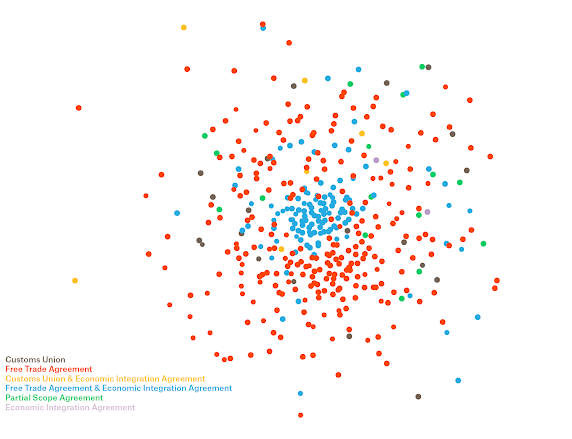 Customs Union
Free Trade Agreement
Customs Union & Economic Integration Agreement
Free Trade Agreement & Economic Integration Agreement
Partial Scope Agreement
Economic Integration Agreement